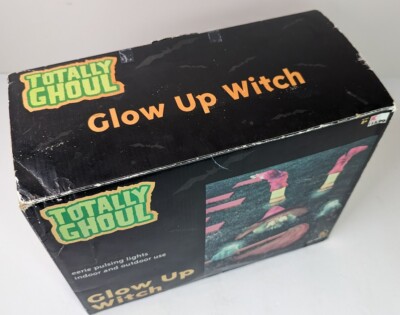 TOTALLY
GHOUL
Glow Up Witch
TOTALLY
GHOUL
eerie pulsing lights
indoor and outdoor use
Glow Up
Witch